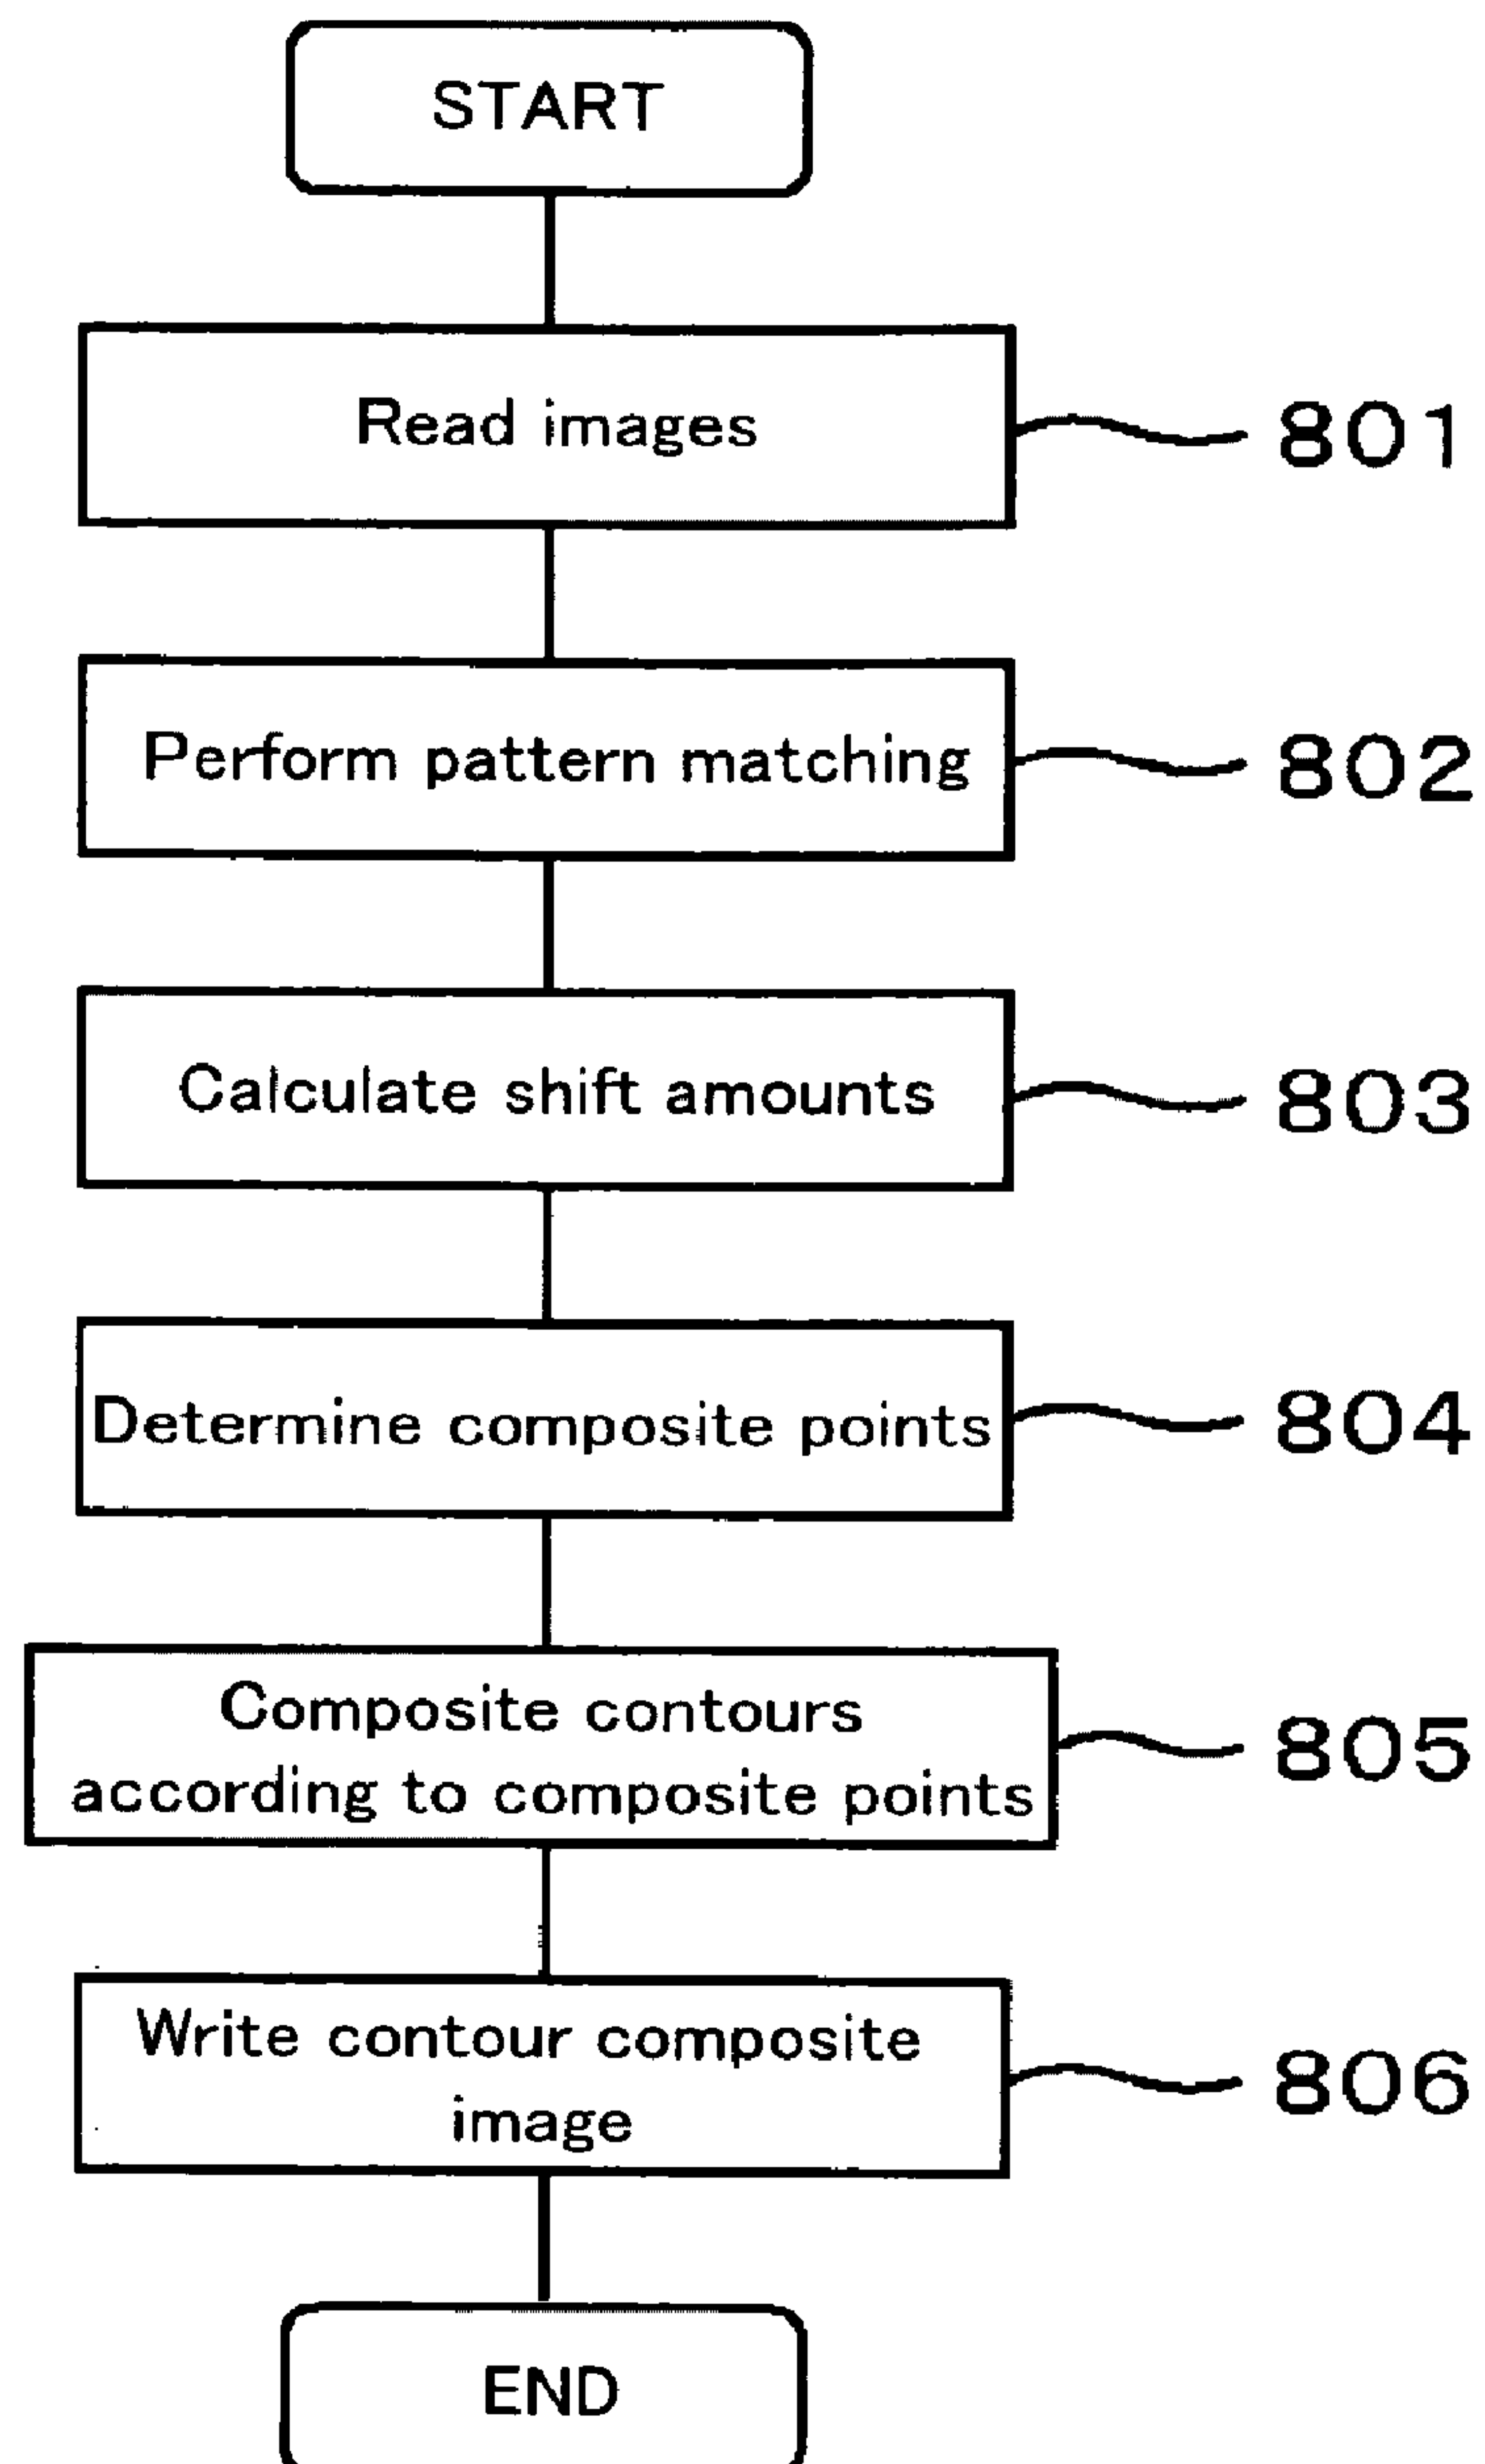 START
Read images
801
Perform pattern matching
802
Calculate shift amounts
803
Determine composite points
804
Composite contours
according to composite points
805
Write contour composite
image
806
END